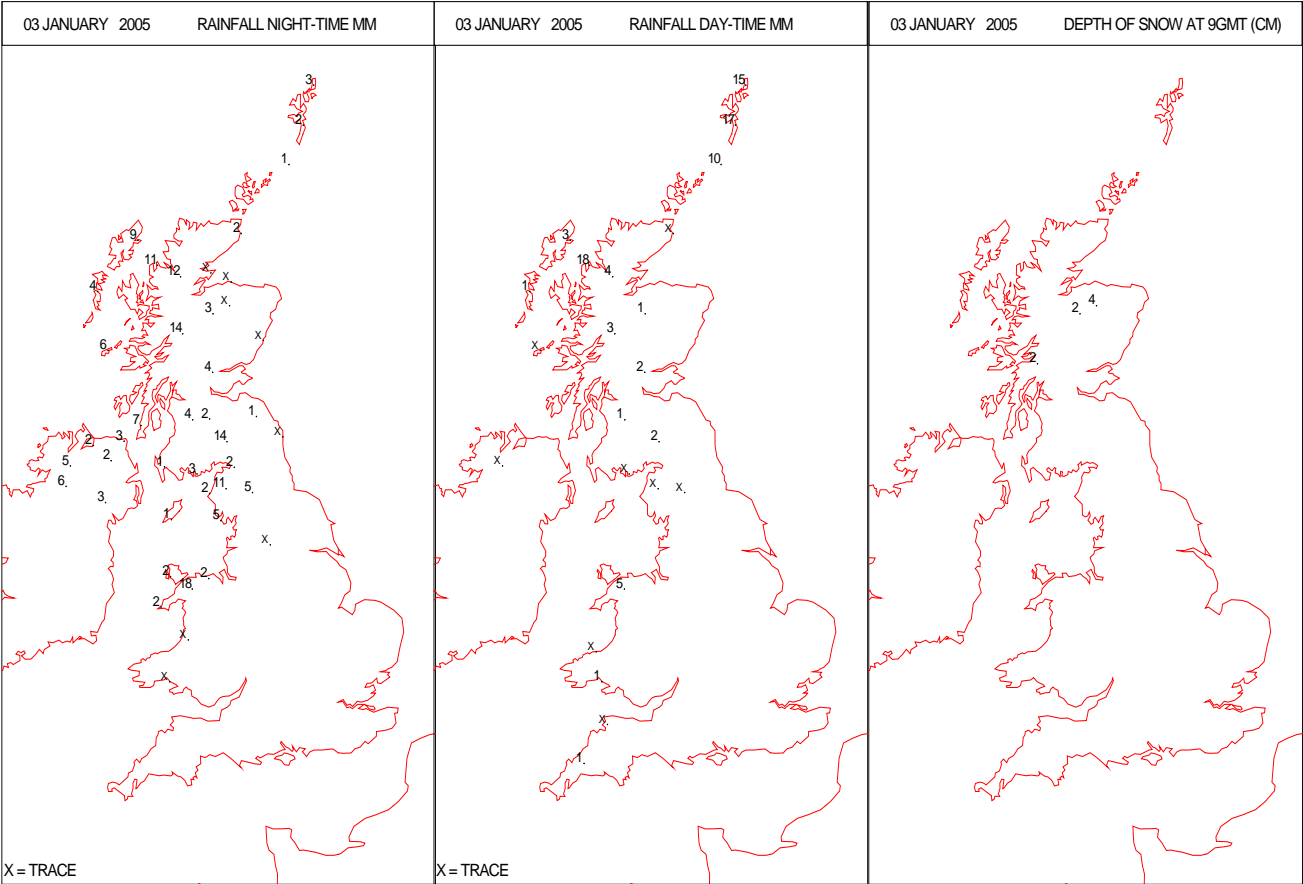 03 JANUARY 2005 RAINFALL NIGHT-TIME MM
3
2
1
2
9
11
12
X
X
4
X
3
14
X
6
4
4
2
1
7
X
3
2
14
2
5
1
3
2
6
11
2
5
3
1
5
X
2
2
18
2
X
X
X = TRACE
03 JANUARY 2005 RAINFALL DAY-TIME MM
15
17
10
X
3
18
4
1
1
3
X
2
1
2
X
X
X
X
5
X
1
X
1
X = TRACE
03 JANUARY 2005 DEPTH OF SNOW AT 9GMT (CM)
4
2
2